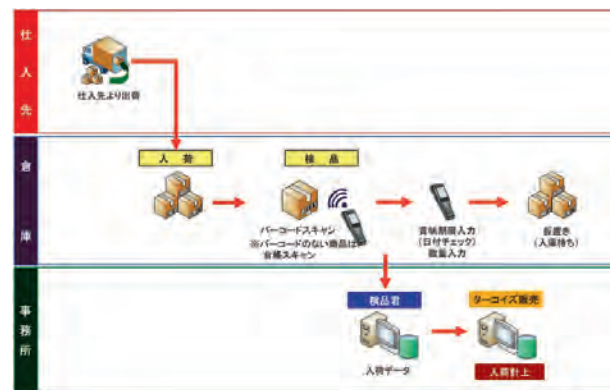 仕入先
仕入先より出荷
倉庫
入荷
検品
バーコードスキャン
※バーコードのない商品は
台帳スキャン
賞味期限入力
(日付チェック)
数量入力
仮置き
(入庫待ち)
事務所
検品君
入荷データ
ターコイズ販売
入荷計上